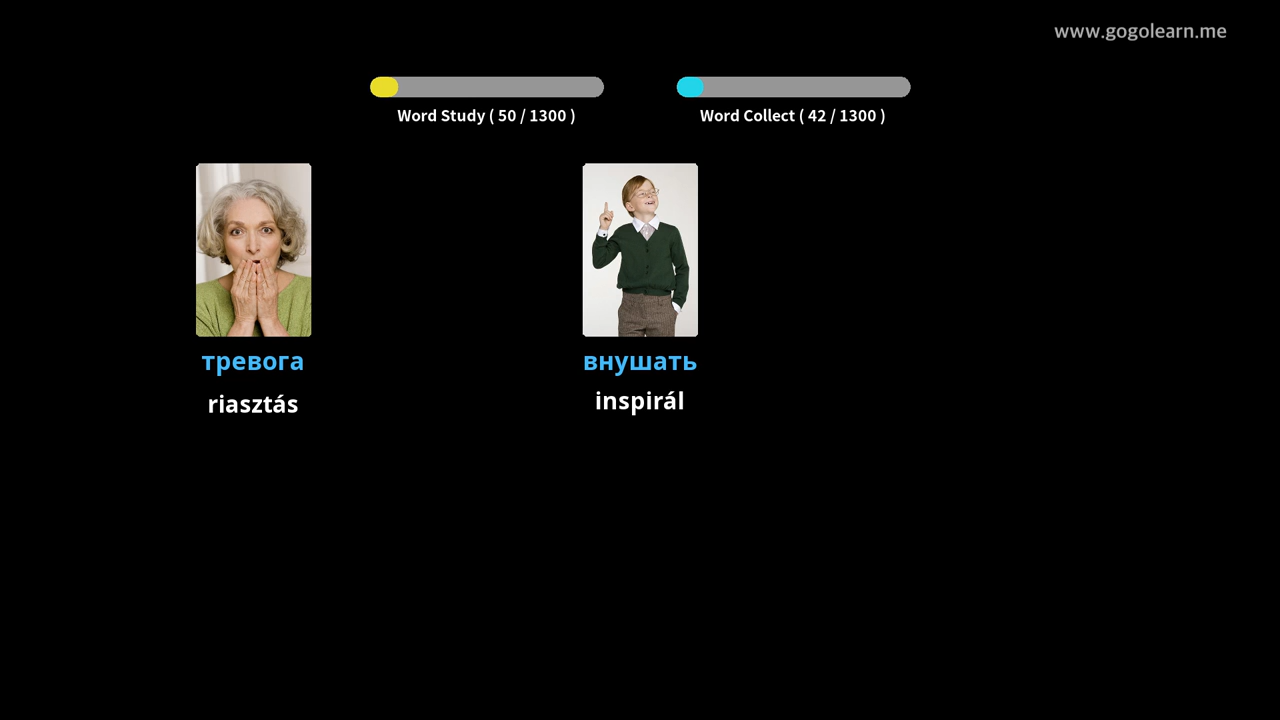 www.gogolearn.me
Word Study ( 50 / 1300 )
Word Collect ( 42 / 1300 )
тревога
riasztás
внушать
inspirál